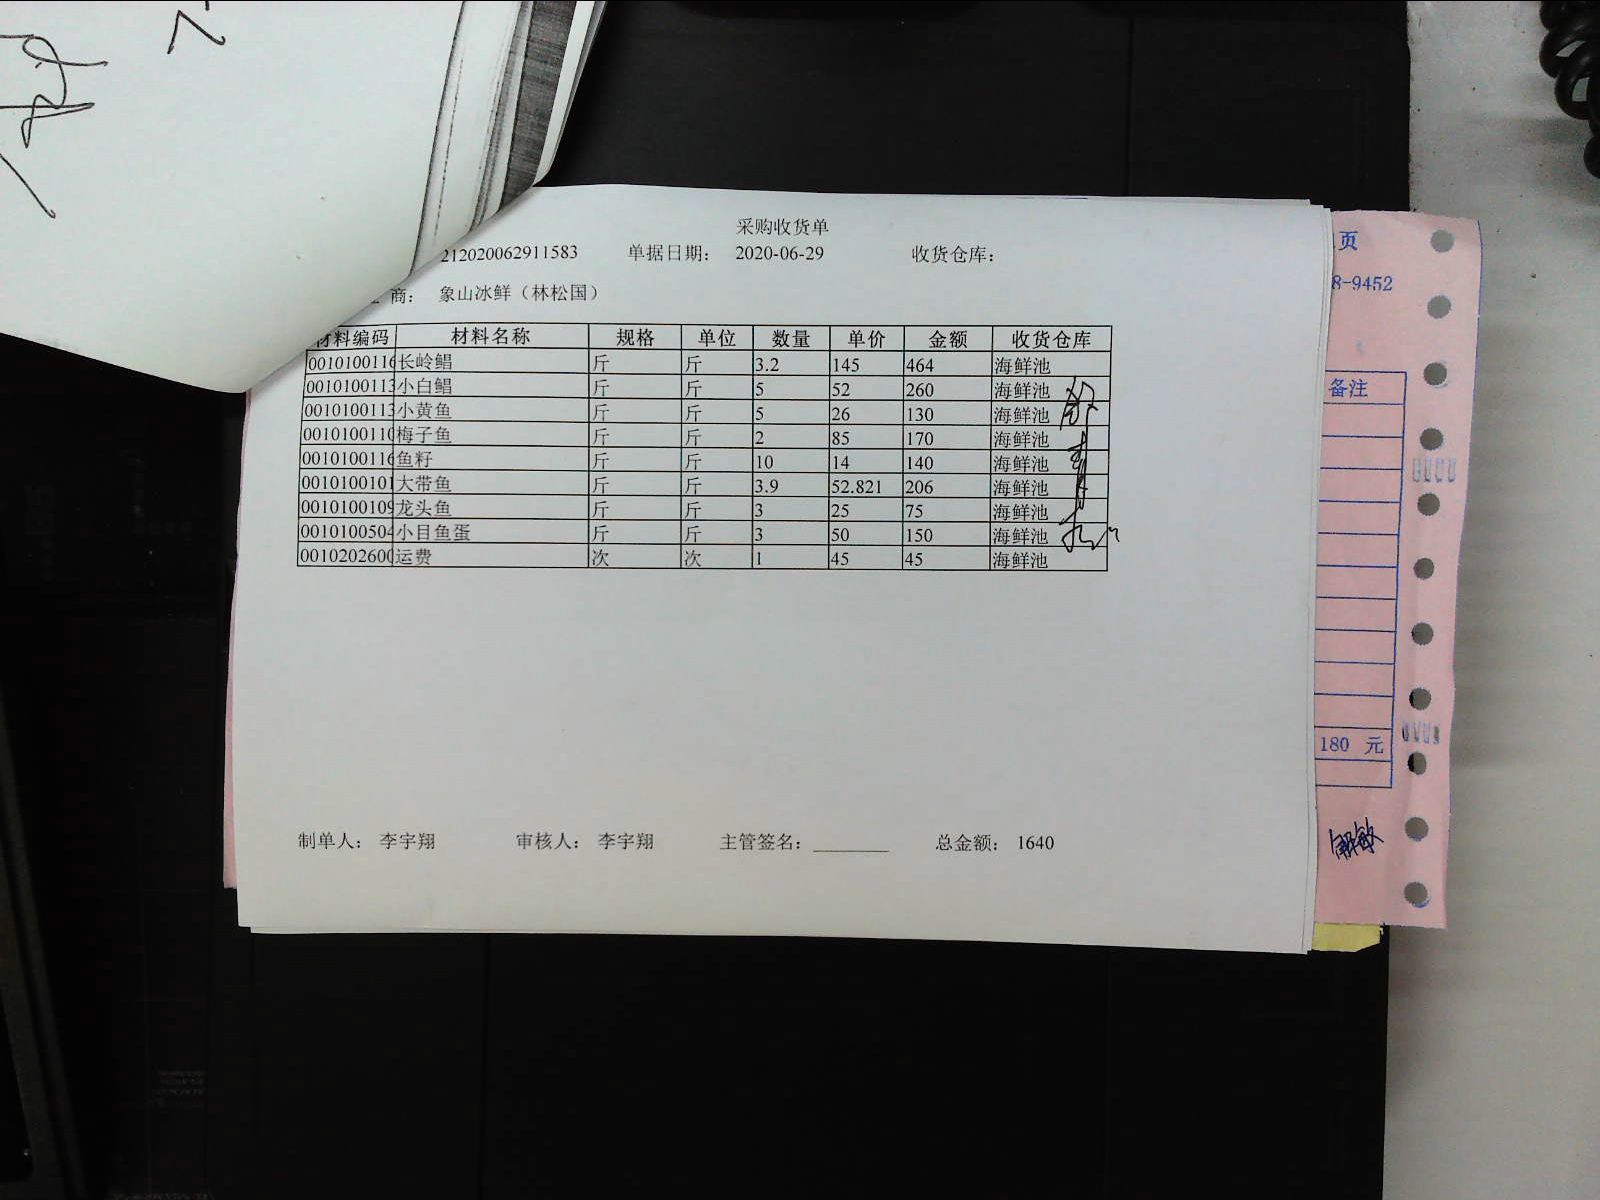 采购收货单
212020062911583 单据日期： 2020-06-29 收货仓库：
商： 象山冰鲜（林松国）
材料编码 材料名称 规格 单位 数量 单价 金额 收货仓库
0010100116 长岭鲳 斤 斤 3.2 145 464 海鲜池
0010100113 小白鲳 斤 斤 5 52 260 海鲜池
0010100113 小黄鱼 斤 斤 5 26 130 海鲜池
0010100110 梅子鱼 斤 斤 2 85 170 海鲜池
0010100116 鱼籽 斤 斤 10 14 140 海鲜池
0010100101 大带鱼 斤 斤 3.9 52.821 206 海鲜池
0010100109 龙头鱼 斤 斤 3 25 75 海鲜池
0010100504 小目鱼蛋 斤 斤 3 50 150 海鲜池
0010202600 运费 次 次 1 45 45 海鲜池
制单人： 李宇翔 审核人： 李宇翔 主管签名： 总金额： 1640
页
8-9452
备注
180 元